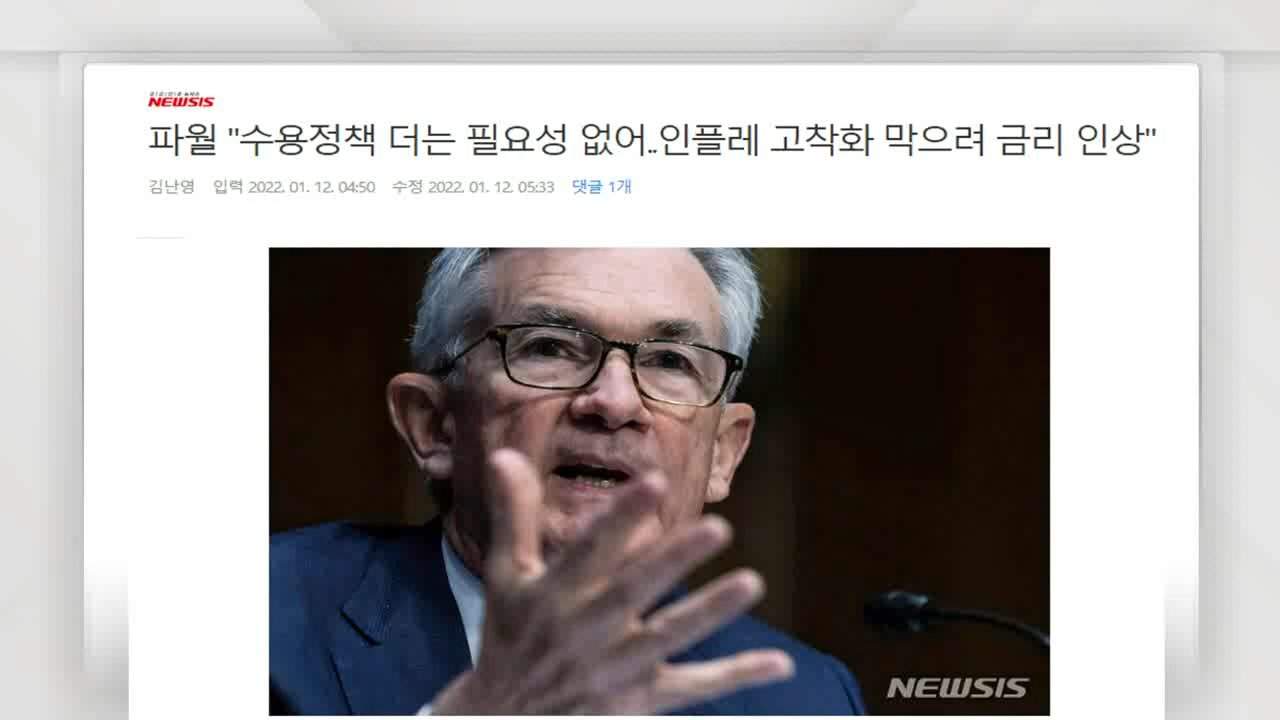 NEWSIS
파월 "수용정책 더는 필요성 없어..인플레 고착화 막으려 금리 인상"
김난영 입력 2022. 01. 12. 04:50 수정 2022. 01. 12. 05:33 댓글 1개
NEWSIS